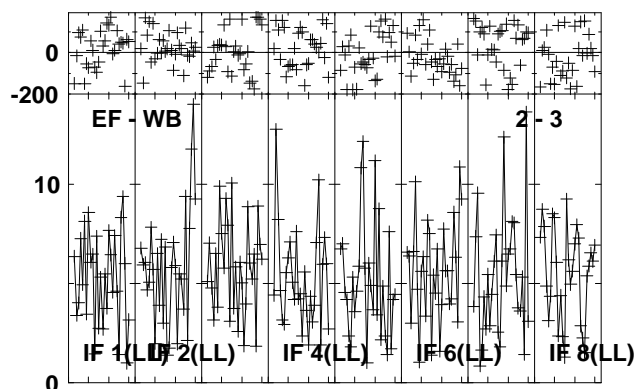 0
-200
EF - WB 2 - 3
10
IF 1(LL) IF 2(LL) IF 4(LL) IF 6(LL) IF 8(LL)
0